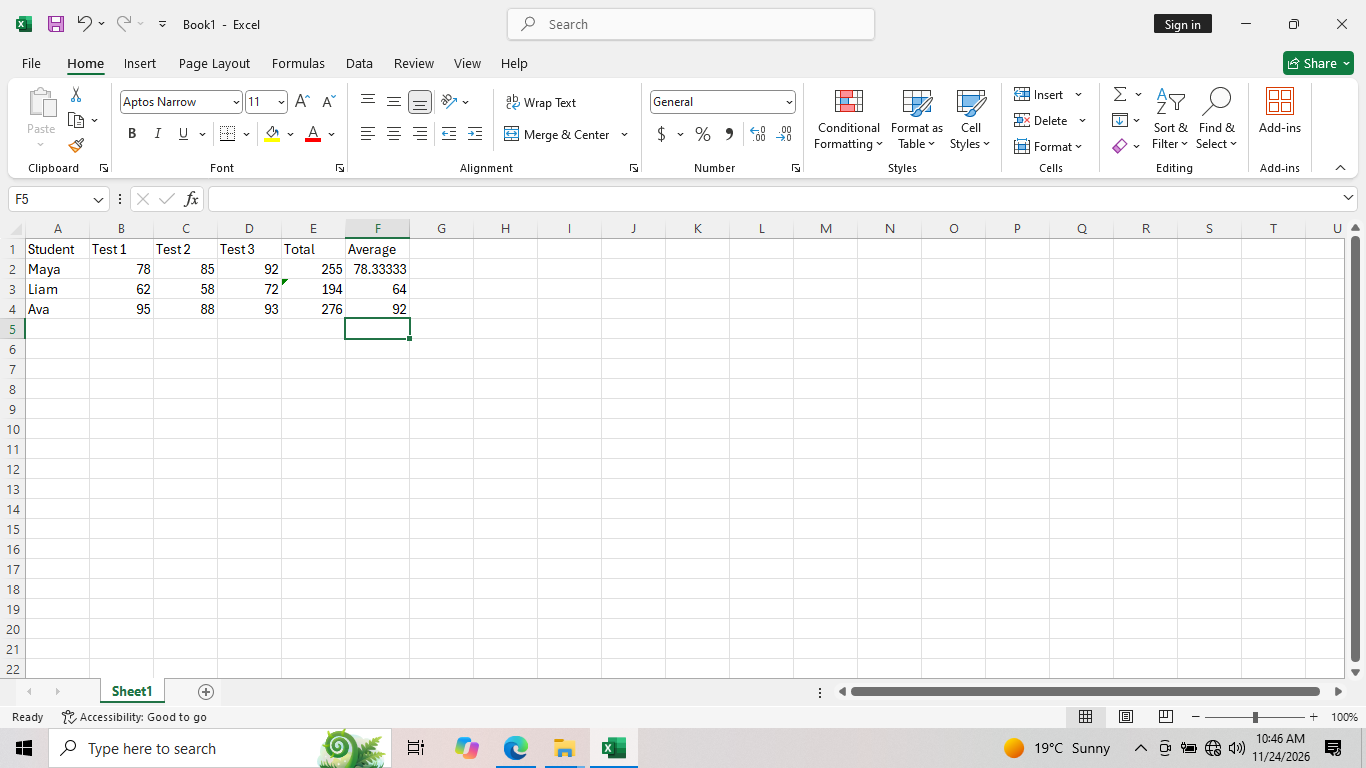 Book1 - Excel
Search
Sign in
File Home Insert Page Layout Formulas Data Review View Help
Share
Paste
Clipboard
Aptos Narrow 11 A A
B I U A
Font
ab Wrap Text
Merge & Center
Alignment
General
$ % 9 .00 .00
Number
Conditional Formatting
Format as Table
Cell Styles
Styles
Insert
Delete
Format
Cells
Sort & Filter
Find & Select
Editing
Add-ins
Add-ins
F5 fx
A B C D E F G H I J K L M N O P Q R S T U
1 Student Test 1 Test 2 Test 3 Total Average
2 Maya 78 85 92 255 78.33333
3 Liam 62 58 72 194 64
4 Ava 95 88 93 276 92
5
6
7
8
9
10
11
12
13
14
15
16
17
18
19
20
21
22
Sheet1
Ready Accessibility: Good to go 100%
Type here to search
19°C Sunny
10:46 AM
11/24/2026